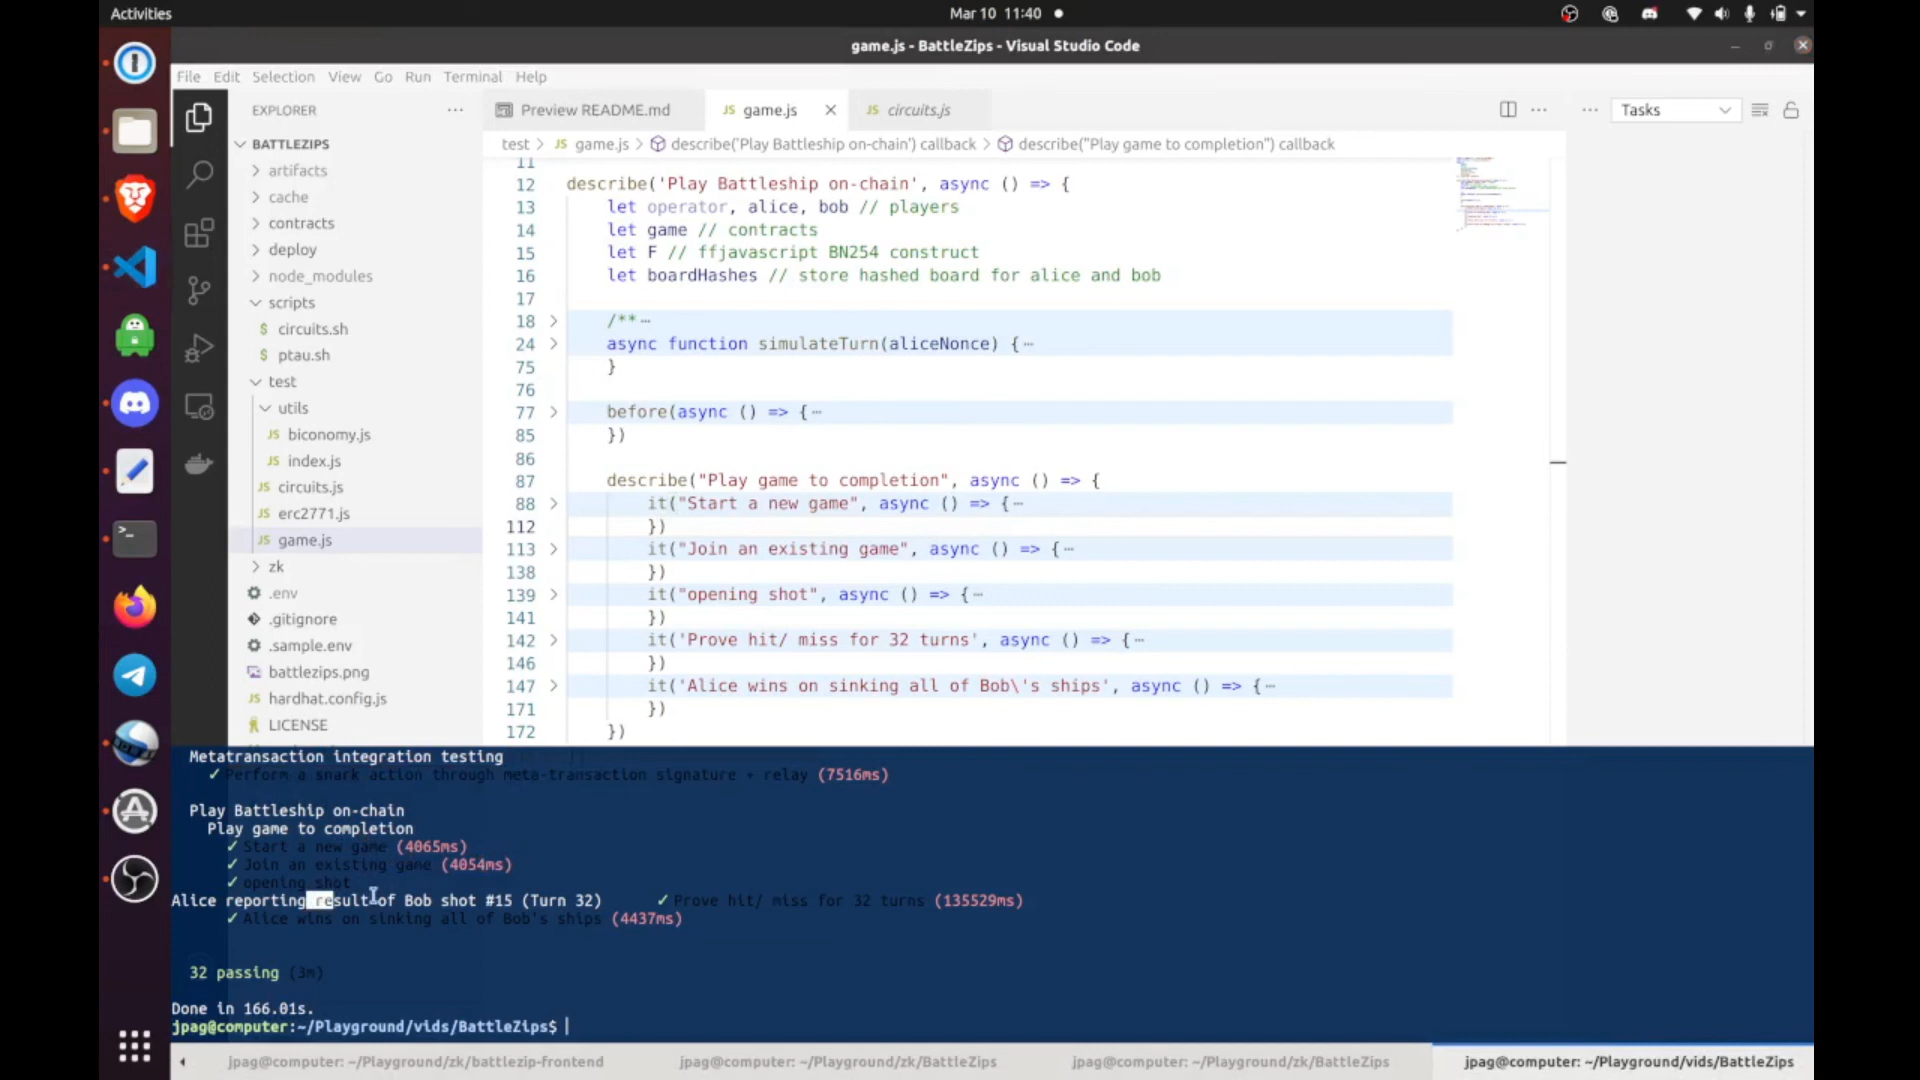 Activities
Mar 10 11:40
game.js - BattleZips - Visual Studio Code
File Edit Selection View Go Run Terminal Help
EXPLORER
Preview README.md
JS game.js
JS circuits.js
Tasks
BATTLEZIPS
test > JS game.js > describe('Play Battleship on-chain') callback > describe("Play game to completion") callback
artifacts
cache
contracts
deploy
node_modules
scripts
$ circuits.sh
$ ptau.sh
test
utils
JS biconomy.js
JS index.js
JS circuits.js
JS erc2771.js
JS game.js
zk
.env
.gitignore
.sample.env
battlezips.png
JS hardhat.config.js
LICENSE
11
12 describe('Play Battleship on-chain', async () => {
13 let operator, alice, bob // players
14 let game // contracts
15 let F // ffjavascript BN254 construct
16 let boardHashes // store hashed board for alice and bob
17
18 /**…
24 async function simulateTurn(aliceNonce) {…
75 }
76
77 before(async () => {…
85 })
86
87 describe("Play game to completion", async () => {
88 it("Start a new game", async () => {…
112 })
113 it("Join an existing game", async () => {…
138 })
139 it("opening shot", async () => {…
141 })
142 it('Prove hit/ miss for 32 turns', async () => {…
146 })
147 it('Alice wins on sinking all of Bob\'s ships', async () => {…
171 })
172 })
Metatransaction integration testing
✓ Perform a snark action through meta-transaction signature + relay (7516ms)
Play Battleship on-chain
Play game to completion
✓ Start a new game (4065ms)
✓ Join an existing game (4054ms)
✓ opening shot
Alice reporting result of Bob shot #15 (Turn 32) ✓ Prove hit/ miss for 32 turns (135529ms)
✓ Alice wins on sinking all of Bob's ships (4437ms)
32 passing (3m)
Done in 166.01s.
jpag@computer:~/Playground/vids/BattleZips$
jpag@computer: ~/Playground/zk/battlezip-frontend
jpag@computer: ~/Playground/zk/BattleZips
jpag@computer: ~/Playground/zk/BattleZips
jpag@computer: ~/Playground/vids/BattleZips